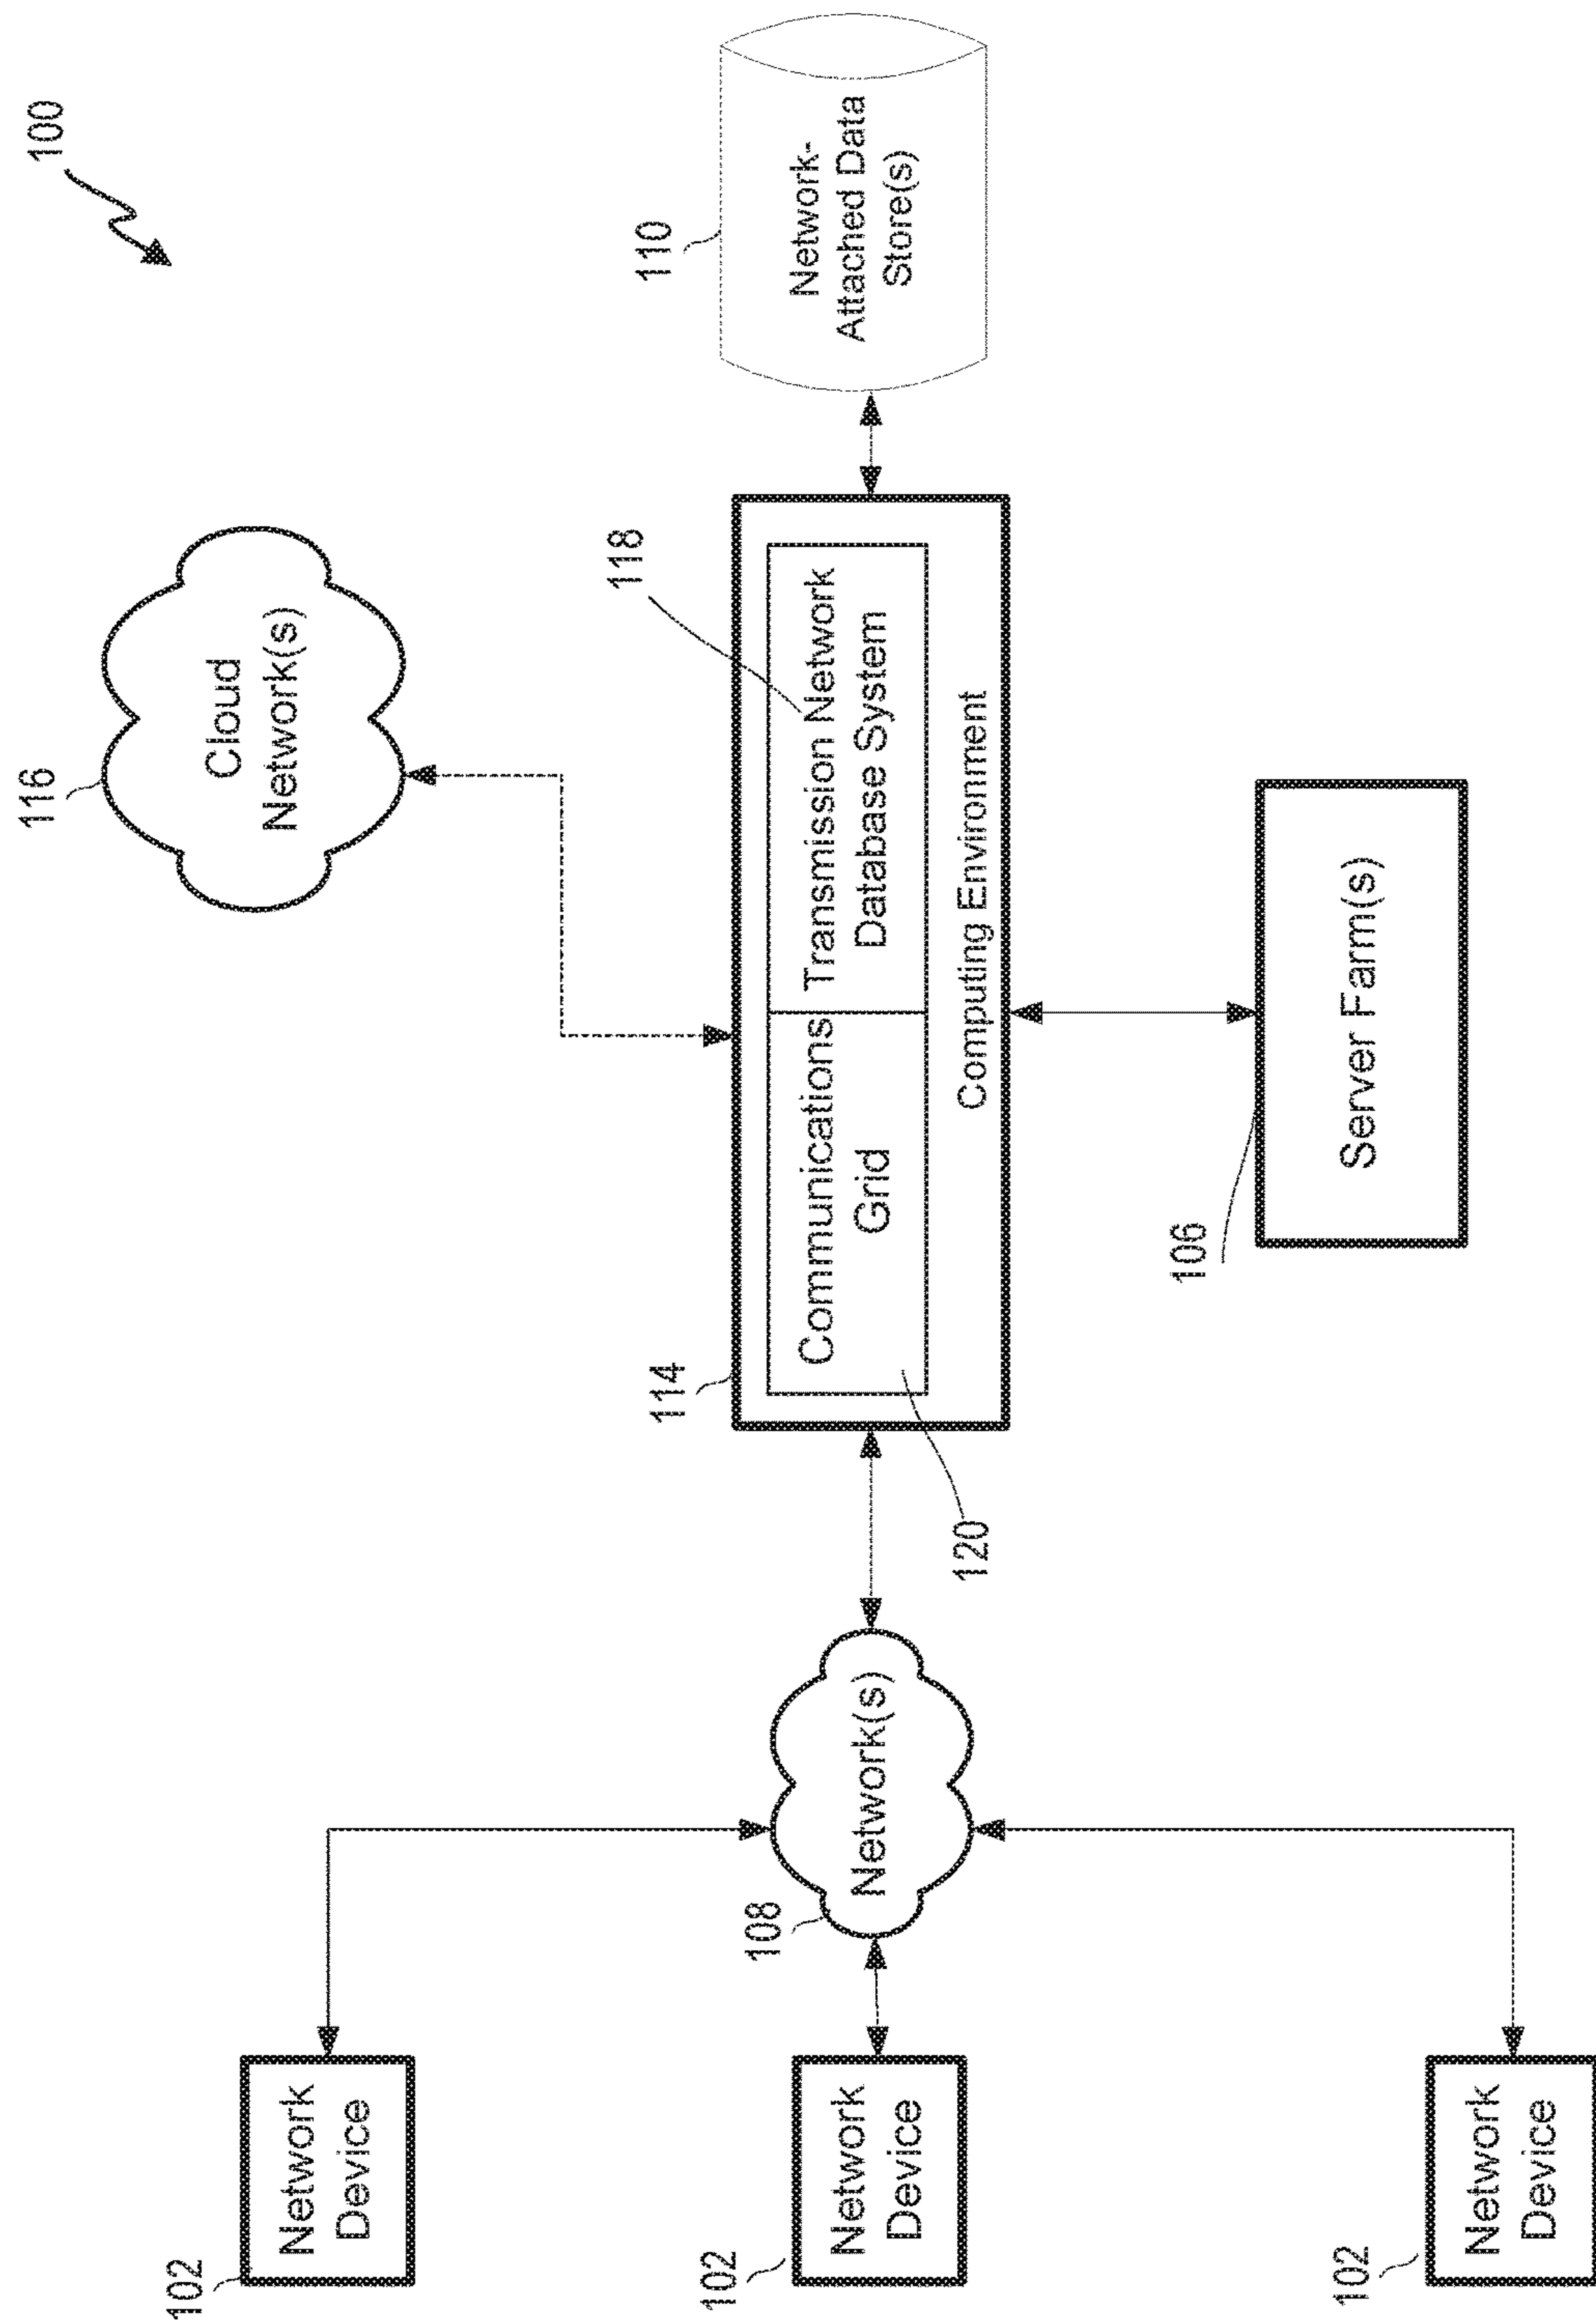 100
116
Cloud
Network(s)
110
Network-
Attached Data
Store(s)
118
114
Communications
Grid
Transmission Network
Database System
Computing Environment
120
106
Server Farm(s)
108
Network(s)
102
Network
Device
102
Network
Device
102
Network
Device